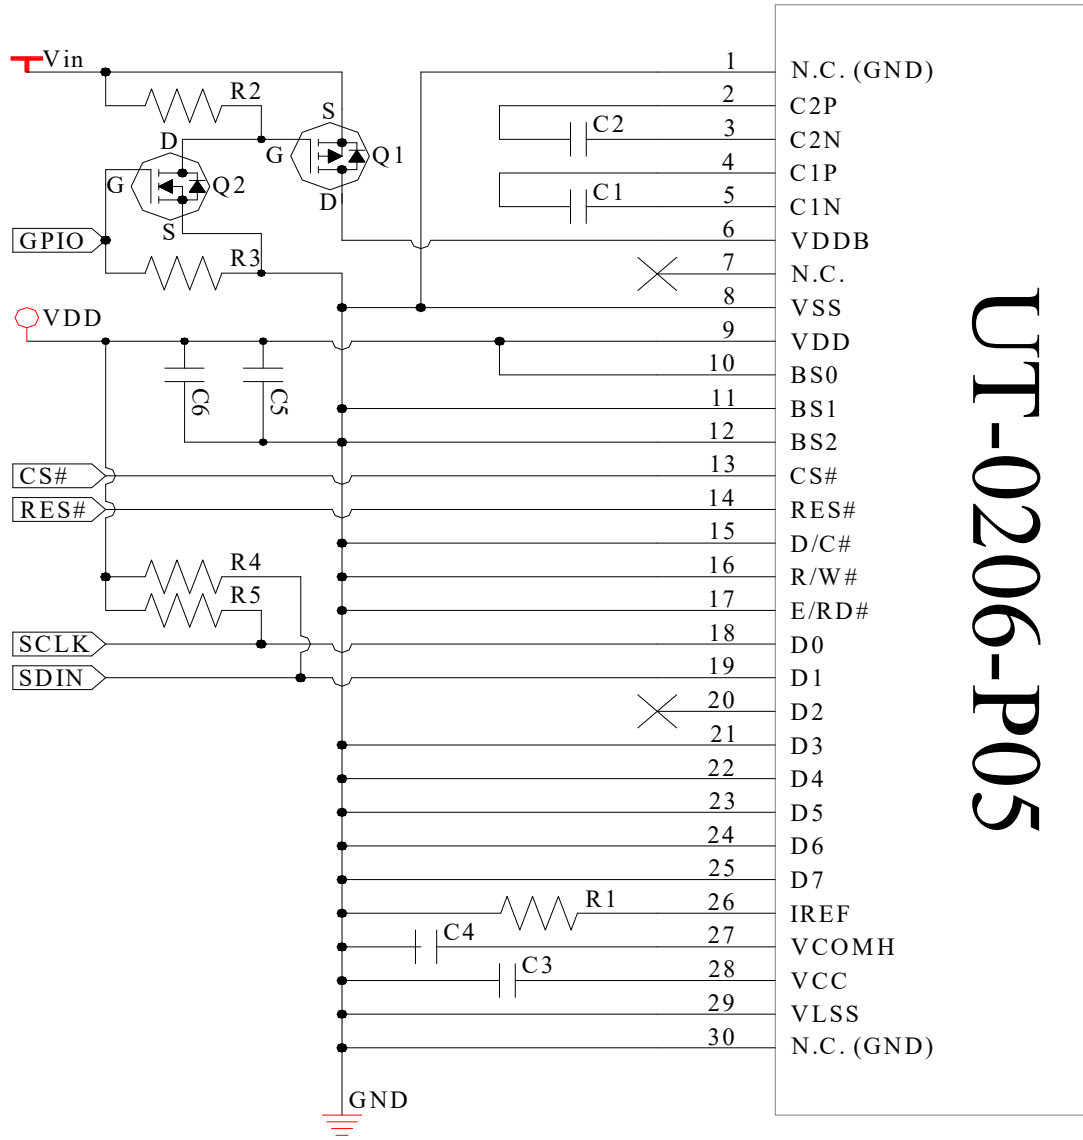 Vin
R2
S
D
G
Q1
G
Q2
D
S
GPIO
R3
VDD
C6
C5
CS#
RES#
R4
R5
SCLK
SDIN
C2
C1
R1
C4
C3
GND
1 N.C. (GND)
2 C2P
3 C2N
4 C1P
5 C1N
6 VDDB
7 N.C.
8 VSS
9 VDD
10 BS0
11 BS1
12 BS2
13 CS#
14 RES#
15 D/C#
16 R/W#
17 E/RD#
18 D0
19 D1
20 D2
21 D3
22 D4
23 D5
24 D6
25 D7
26 IREF
27 VCOMH
28 VCC
29 VLSS
30 N.C. (GND)
UT-0206-P05